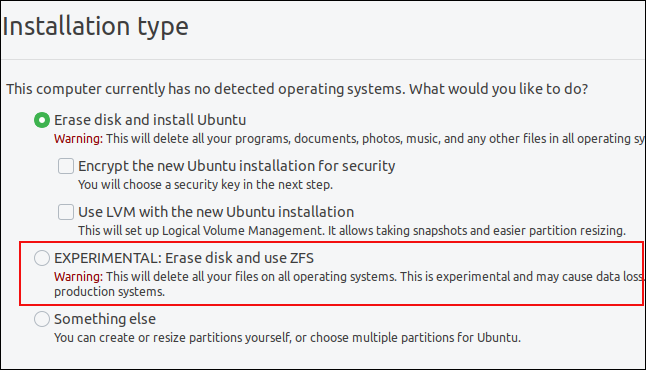 Installation type
This computer currently has no detected operating systems. What would you like to do?
Erase disk and install Ubuntu
Warning: This will delete all your programs, documents, photos, music, and any other files in all operating sy
Encrypt the new Ubuntu installation for security
You will choose a security key in the next step.
Use LVM with the new Ubuntu installation
This will set up Logical Volume Management. It allows taking snapshots and easier partition resizing.
EXPERIMENTAL: Erase disk and use ZFS
Warning: This will delete all your files on all operating systems. This is experimental and may cause data loss.
production systems.
Something else
You can create or resize partitions yourself, or choose multiple partitions for Ubuntu.